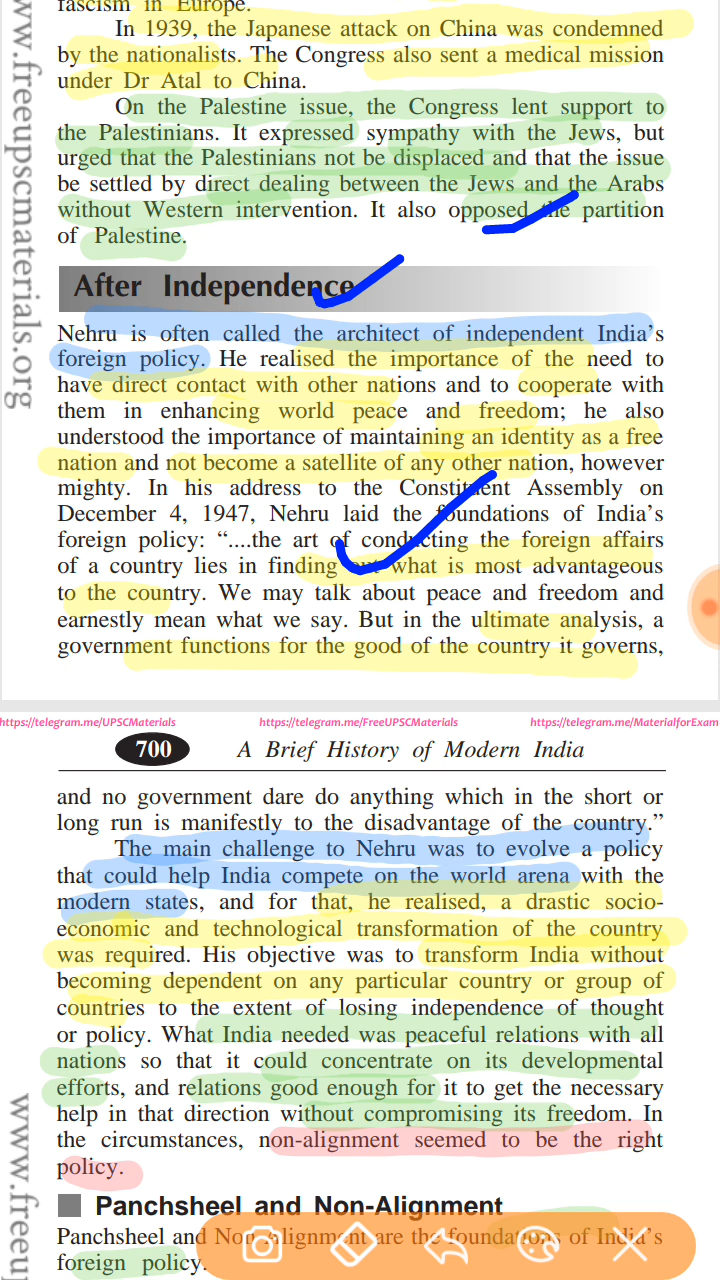 fascism in Europe.
In 1939, the Japanese attack on China was condemned
by the nationalists. The Congress also sent a medical mission
under Dr Atal to China.
On the Palestine issue, the Congress lent support to
the Palestinians. It expressed sympathy with the Jews, but
urged that the Palestinians not be displaced and that the issue
be settled by direct dealing between the Jews and the Arabs
without Western intervention. It also opposed the partition
of Palestine.
After Independence
Nehru is often called the architect of independent India's
foreign policy. He realised the importance of the need to
have direct contact with other nations and to cooperate with
them in enhancing world peace and freedom; he also
understood the importance of maintaining an identity as a free
nation and not become a satellite of any other nation, however
mighty. In his address to the Constituent Assembly on
December 4, 1947, Nehru laid the foundations of India's
foreign policy: “....the art of conducting the foreign affairs
of a country lies in finding out what is most advantageous
to the country. We may talk about peace and freedom and
earnestly mean what we say. But in the ultimate analysis, a
government functions for the good of the country it governs,
www.freeupscmaterials.org
https://telegram.me/UPSCMaterials https://telegram.me/FreeUPSCMaterials https://telegram.me/MaterialforExam
700 A Brief History of Modern India
and no government dare do anything which in the short or
long run is manifestly to the disadvantage of the country.”
The main challenge to Nehru was to evolve a policy
that could help India compete on the world arena with the
modern states, and for that, he realised, a drastic socio-
economic and technological transformation of the country
was required. His objective was to transform India without
becoming dependent on any particular country or group of
countries to the extent of losing independence of thought
or policy. What India needed was peaceful relations with all
nations so that it could concentrate on its developmental
efforts, and relations good enough for it to get the necessary
help in that direction without compromising its freedom. In
the circumstances, non-alignment seemed to be the right
policy.
Panchsheel and Non-Alignment
Panchsheel and Non-Alignment are the foundations of India's
foreign policy.
www.freeu